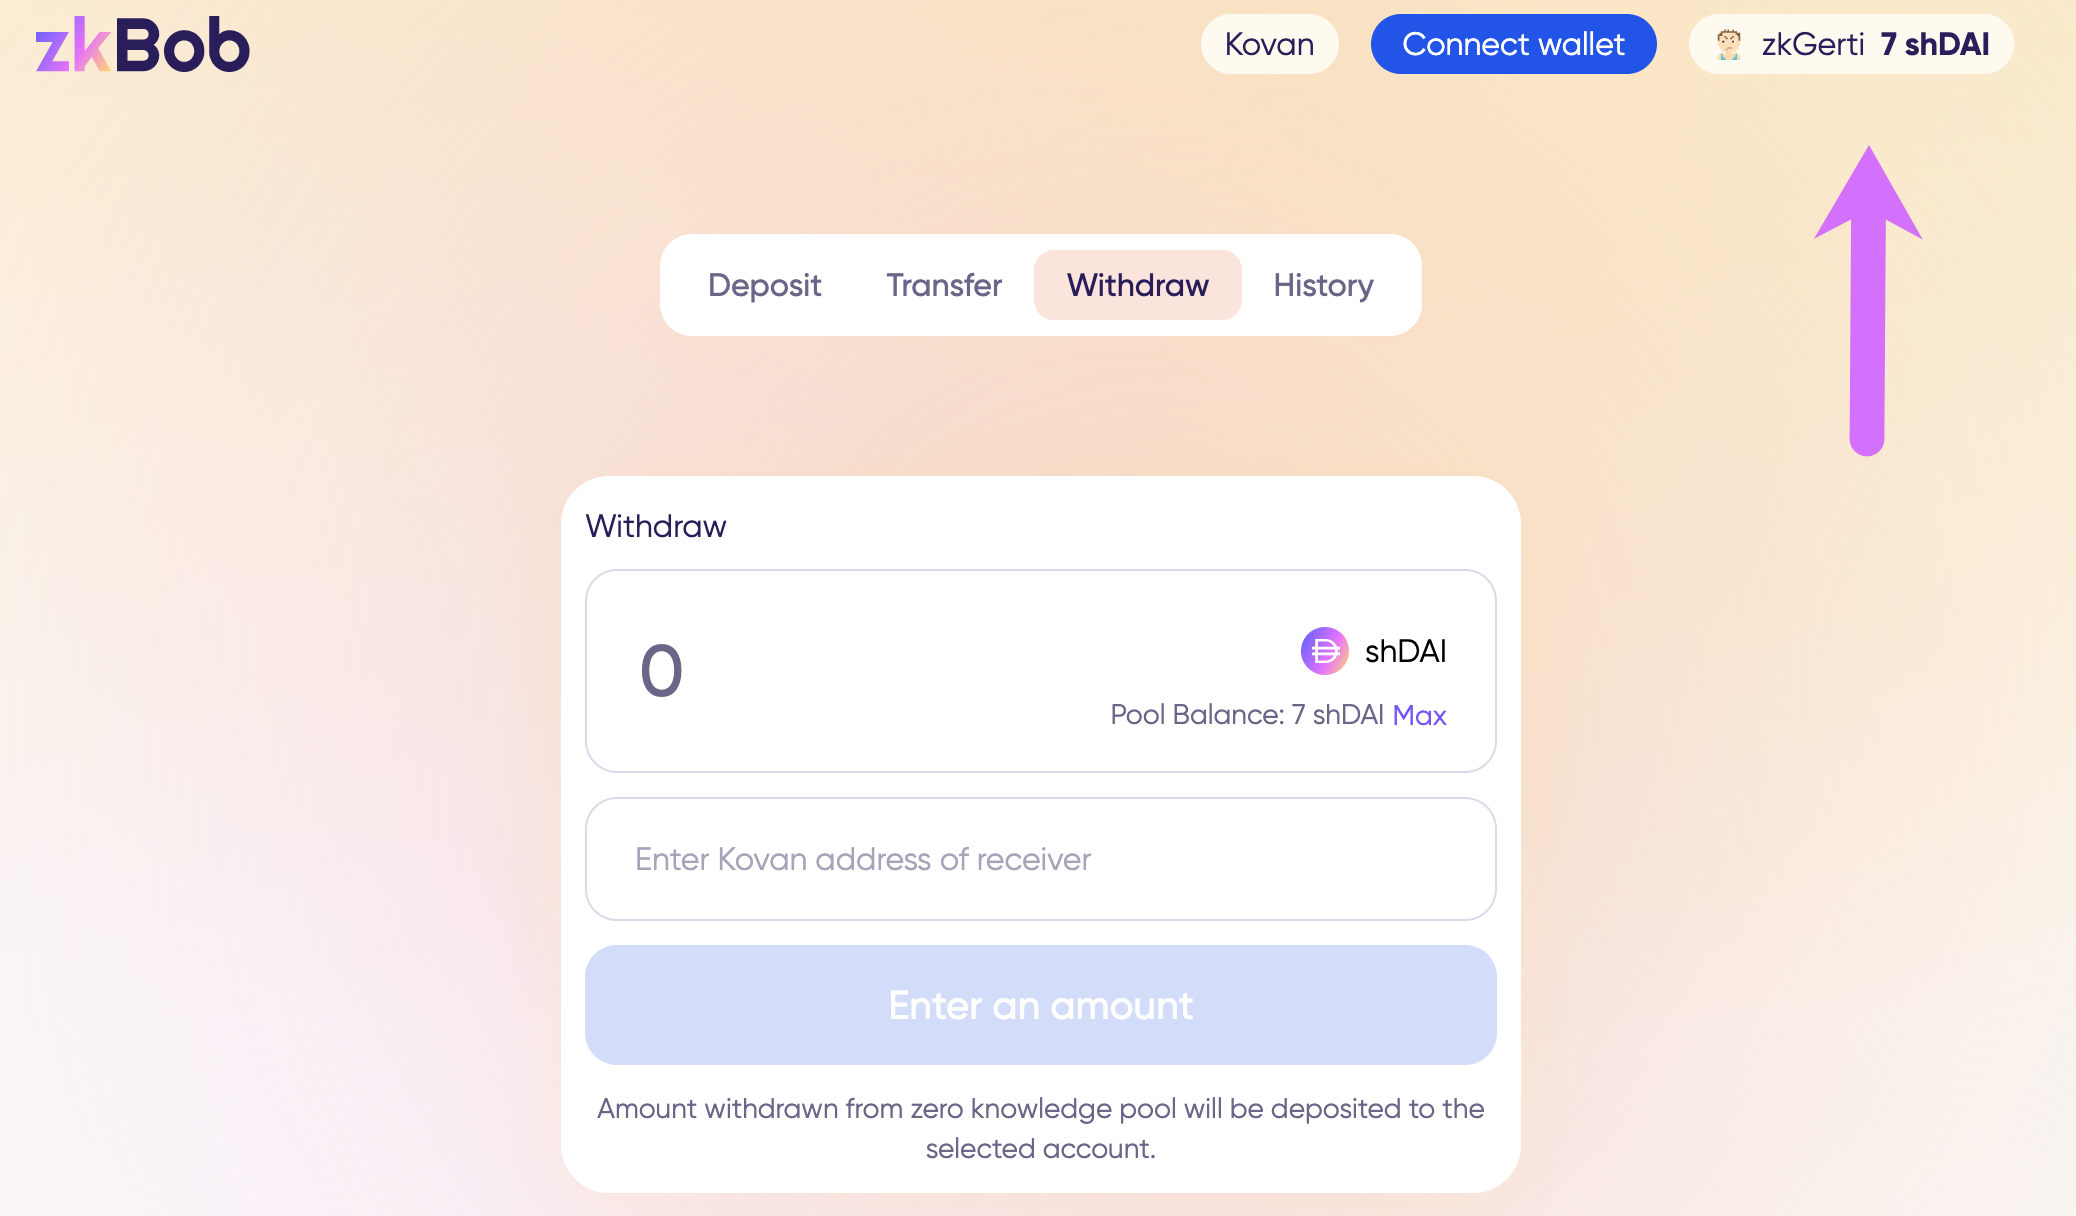 zkBob
Kovan
Connect wallet
zkGerti 7 shDAI
Deposit
Transfer
Withdraw
History
Withdraw
0
shDAI
Pool Balance: 7 shDAI Max
Enter Kovan address of receiver
Enter an amount
Amount withdrawn from zero knowledge pool will be deposited to the
selected account.